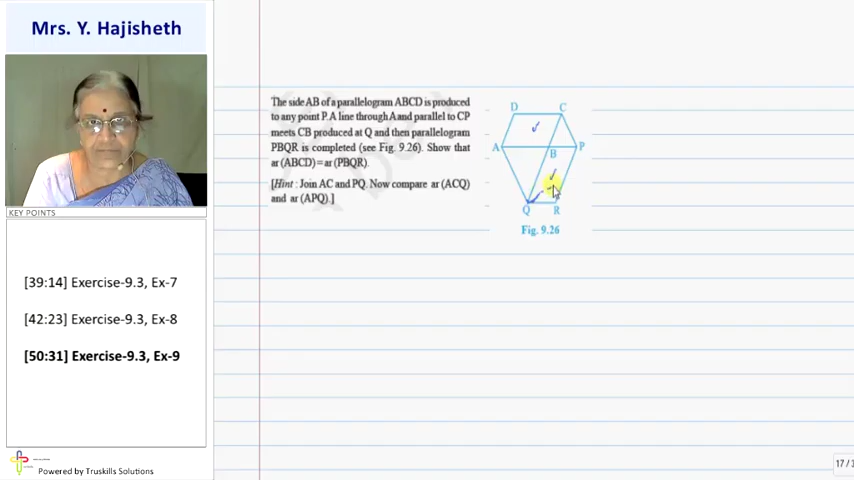 Mrs. Y. Hajisheth
KEY POINTS
[39:14] Exercise-9.3, Ex-7
[42:23] Exercise-9.3, Ex-8
[50:31] Exercise-9.3, Ex-9
Powered by Truskills Solutions
The side AB of a parallelogram ABCD is produced
to any point P. A line through A and parallel to CP
meets CB produced at Q and then parallelogram
PBQR is completed (see Fig. 9.26). Show that
ar (ABCD) = ar (PBQR).
[Hint : Join AC and PQ. Now compare ar (ACQ)
and ar (APQ).]
D C
A B P
Q R
Fig. 9.26
17 /